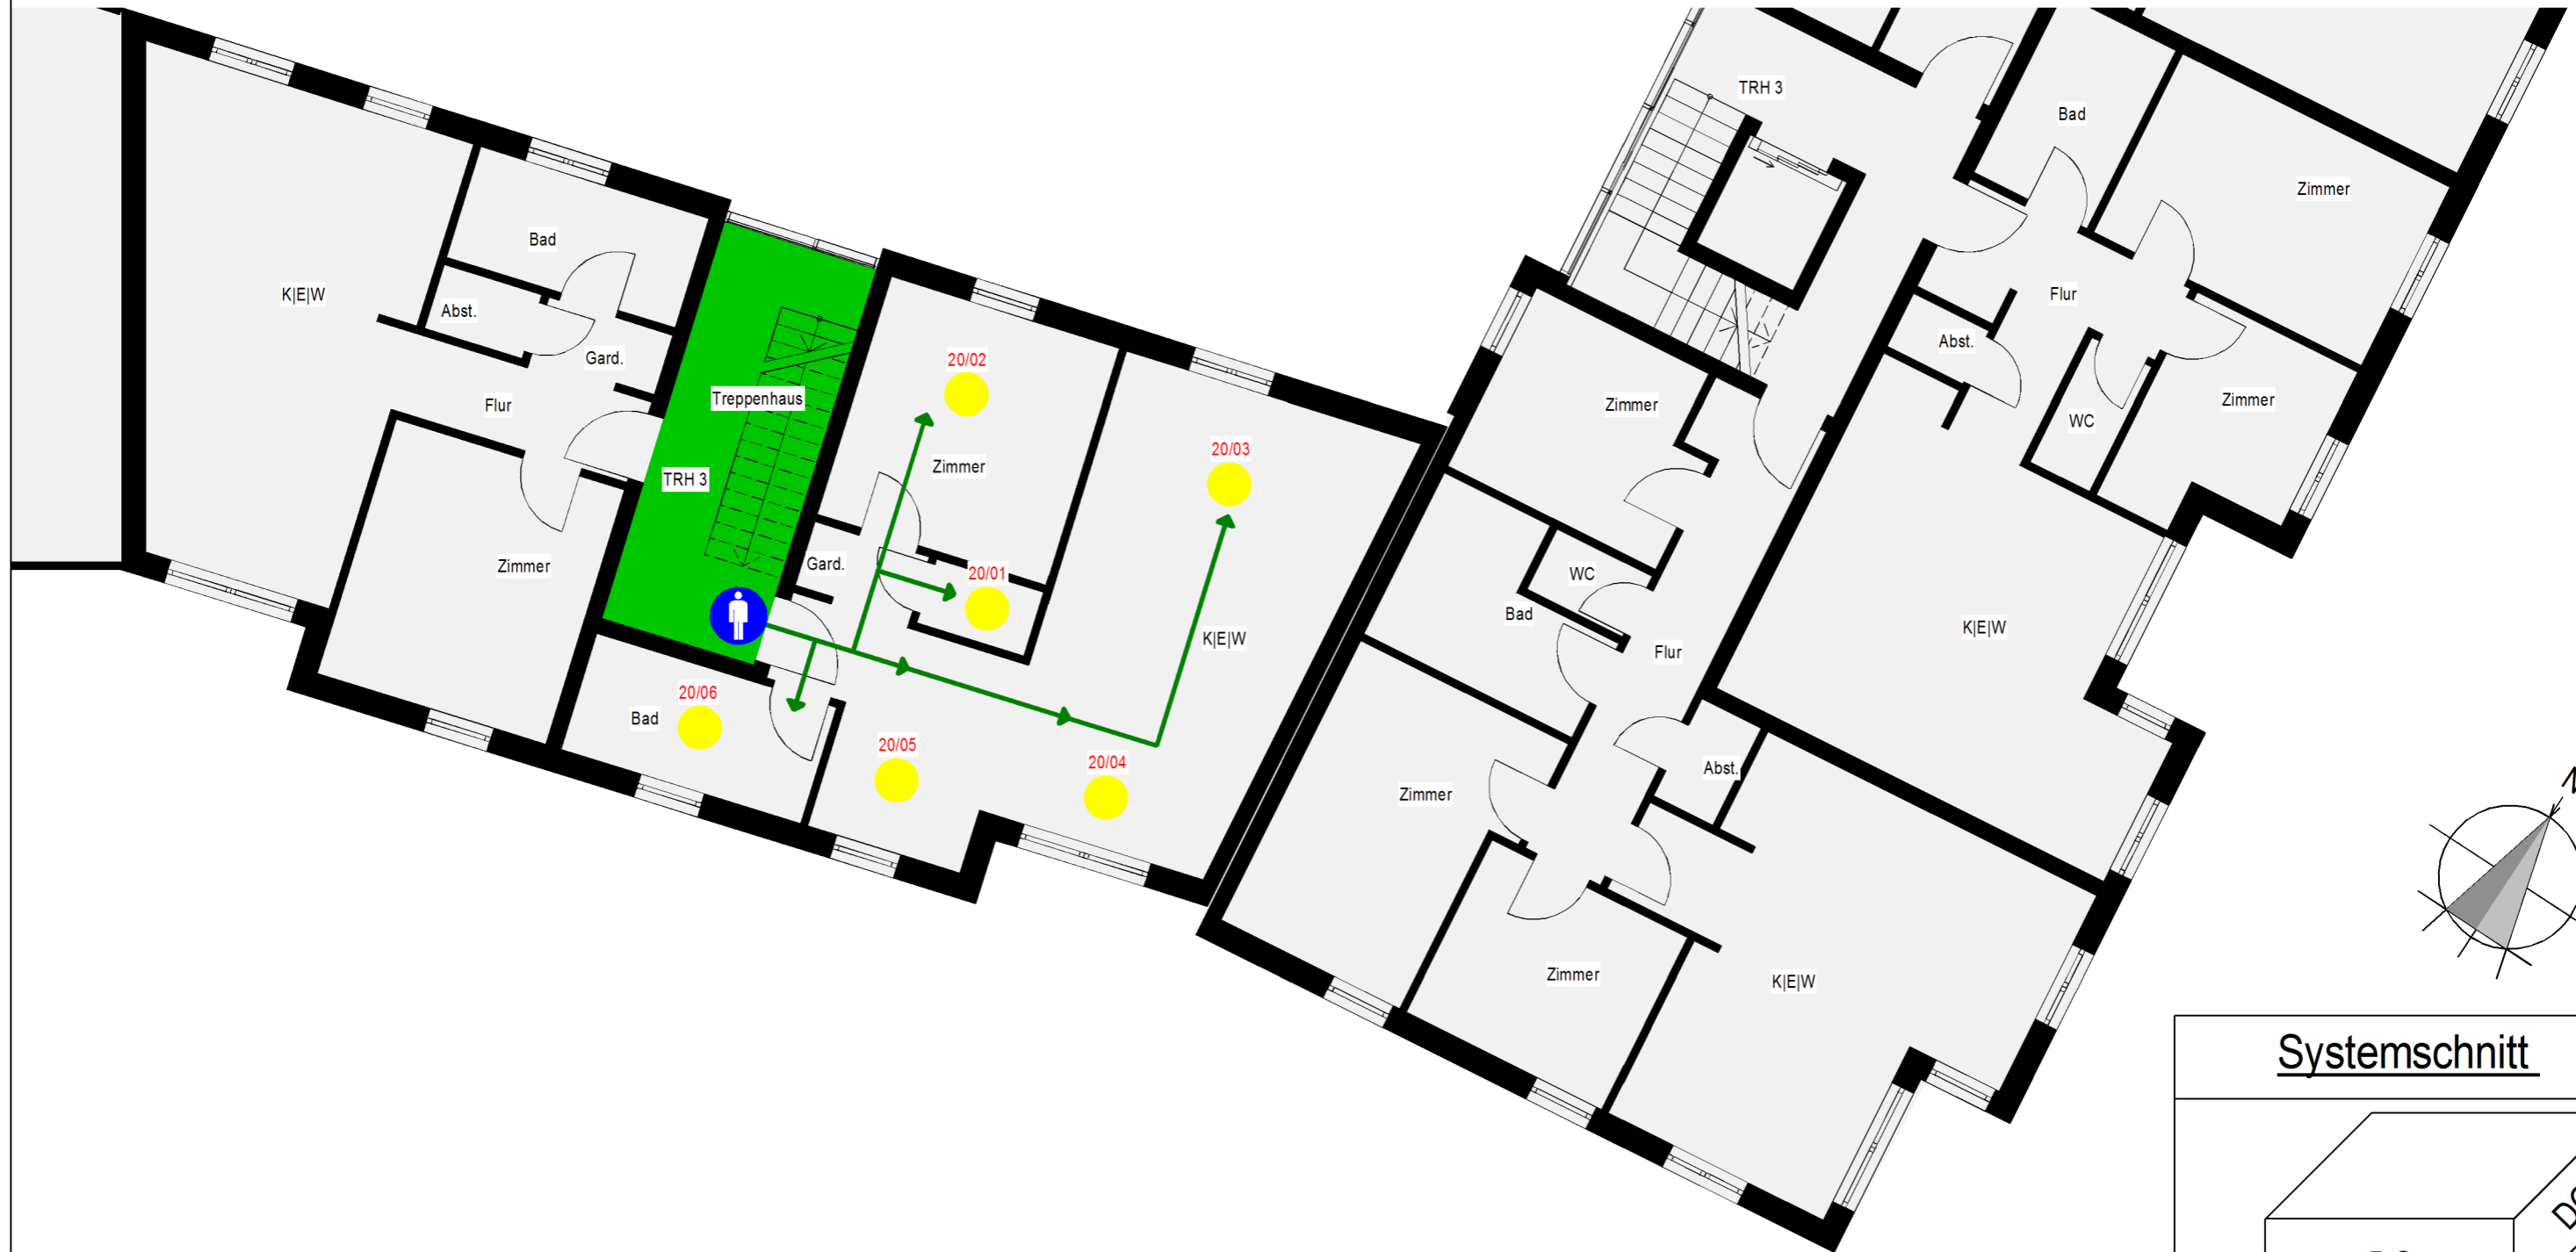 TRH 3
Bad
Zimmer
Bad
K|E|W
Abst.
Gard.
Flur
Treppenhaus
TRH 3
Zimmer
20/02
Zimmer
20/03
Gard.
20/01
K|E|W
20/06
Bad
20/05
20/04
Flur
Abst.
Zimmer
WC
Zimmer
WC
Bad
K|E|W
Flur
Abst.
Zimmer
Zimmer
K|E|W
Systemschnitt